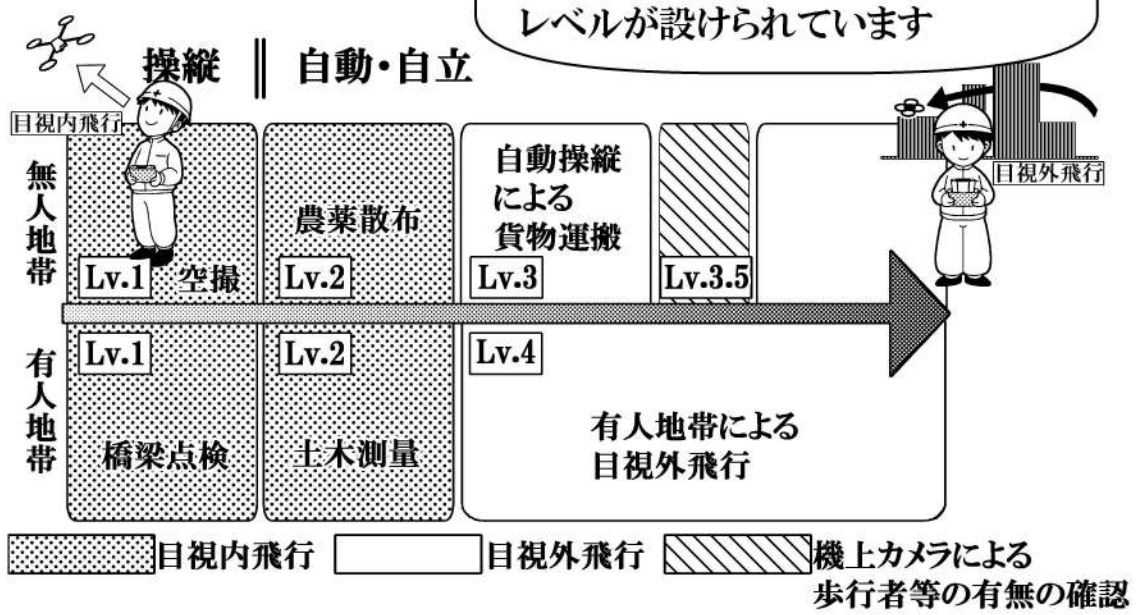 レベルが設けられています
操縦 自動・自立
目視内飛行
目視外飛行
無人地帯
自動操縦
による
貨物運搬
農薬散布
空撮
Lv.1
Lv.2
Lv.3
Lv.3.5
有人地帯
Lv.1
Lv.2
Lv.4
橋梁点検
土木測量
有人地帯による
目視外飛行
目視内飛行
目視外飛行
機上カメラによる
歩行者等の有無の確認